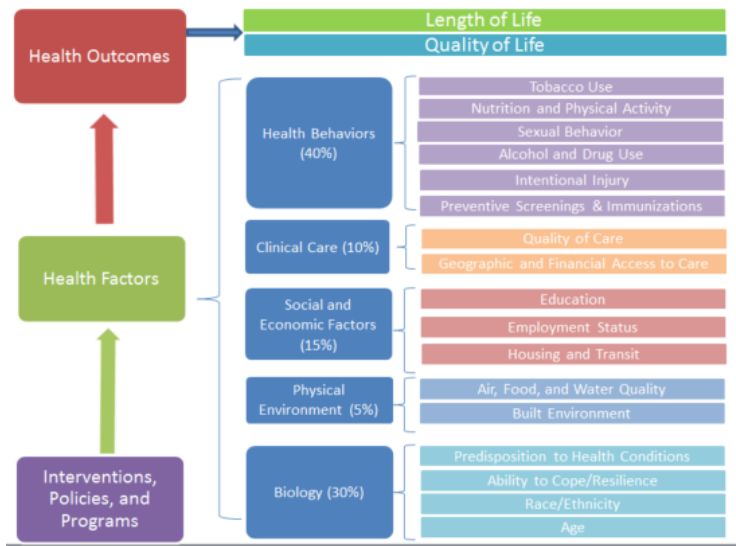 Health Outcomes
Length of Life
Quality of Life
Health Factors
Interventions,
Policies, and
Programs
Health Behaviors
(40%)
Tobacco Use
Nutrition and Physical Activity
Sexual Behavior
Alcohol and Drug Use
Intentional Injury
Preventive Screenings & Immunizations
Clinical Care (10%)
Quality of Care
Geographic and Financial Access to Care
Social and
Economic Factors
(15%)
Education
Employment Status
Housing and Transit
Physical
Environment (5%)
Air, Food, and Water Quality
Built Environment
Biology (30%)
Predisposition to Health Conditions
Ability to Cope/Resilience
Race/Ethnicity
Age